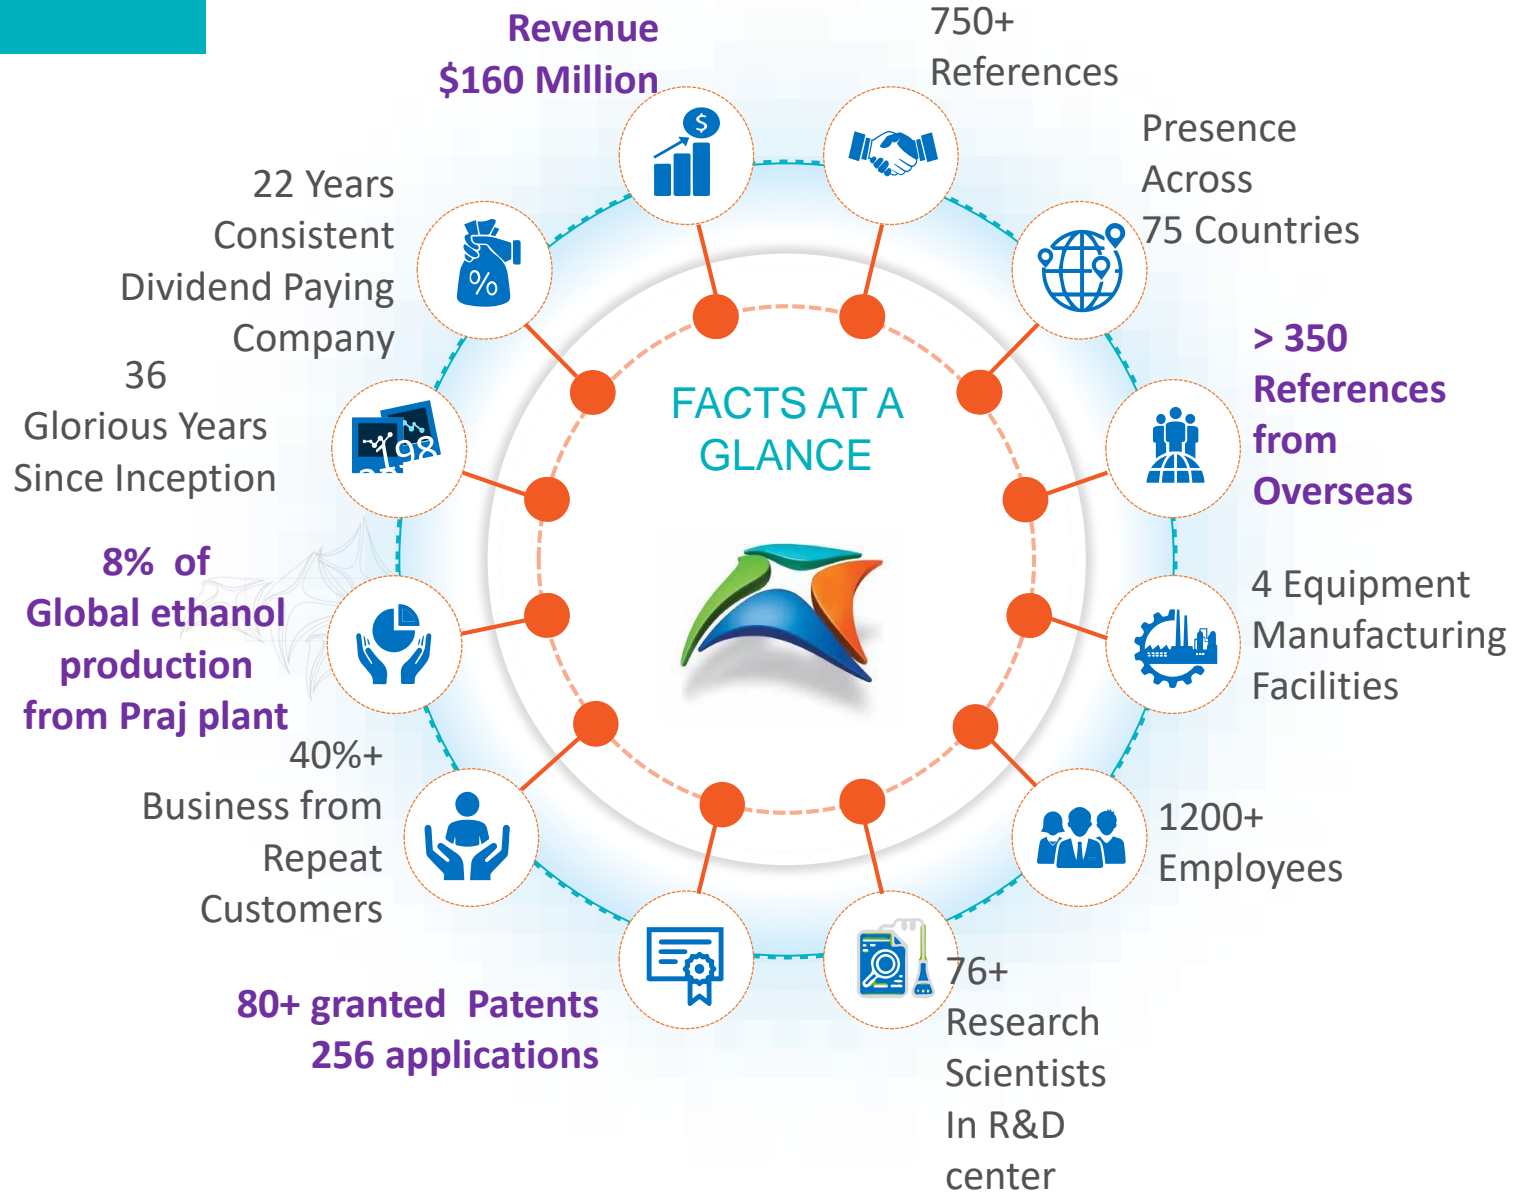 Revenue
$160 Million
750+
References
Presence
Across
75 Countries
> 350
References
from
Overseas
4 Equipment
Manufacturing
Facilities
1200+
Employees
76+
Research
Scientists
In R&D
center
80+ granted Patents
256 applications
40%+
Business from
Repeat
Customers
8% of
Global ethanol
production
from Praj plant
36
Glorious Years
Since Inception
22 Years
Consistent
Dividend Paying
Company
FACTS AT A
GLANCE
$
%
198